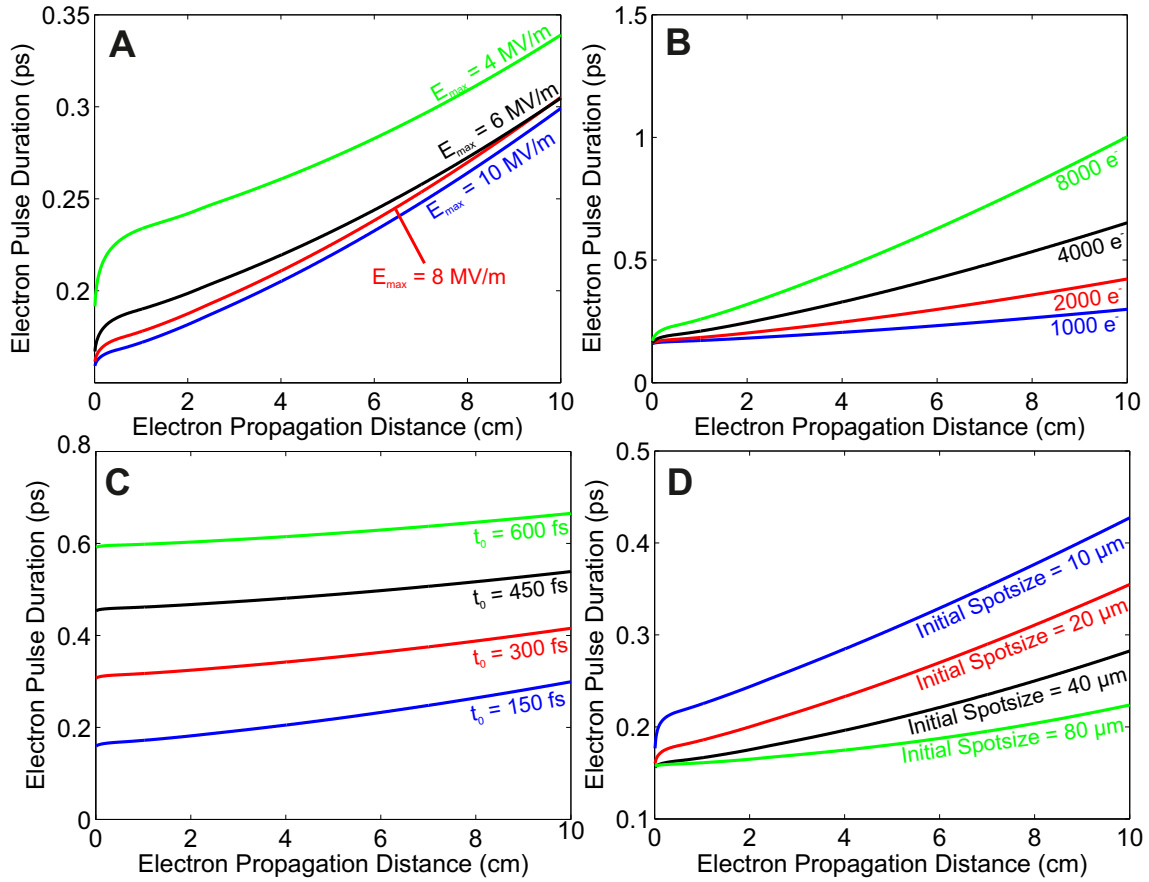 A
Electron Pulse Duration (ps)
0.35
0.3
0.25
0.2
E_max = 4 MV/m
E_max = 6 MV/m
E_max = 10 MV/m
E_max = 8 MV/m
0 2 4 6 8 10
Electron Propagation Distance (cm)
B
Electron Pulse Duration (ps)
1.5
1
0.5
0
8000 e⁻
4000 e⁻
2000 e⁻
1000 e⁻
0 2 4 6 8 10
Electron Propagation Distance (cm)
C
Electron Pulse Duration (ps)
0.8
0.6
0.4
0.2
0
t₀ = 600 fs
t₀ = 450 fs
t₀ = 300 fs
t₀ = 150 fs
0 2 4 6 8 10
Electron Propagation Distance (cm)
D
Electron Pulse Duration (ps)
0.5
0.4
0.3
0.2
0.1
Initial Spotsize = 10 µm
Initial Spotsize = 20 µm
Initial Spotsize = 40 µm
Initial Spotsize = 80 µm
0 2 4 6 8 10
Electron Propagation Distance (cm)